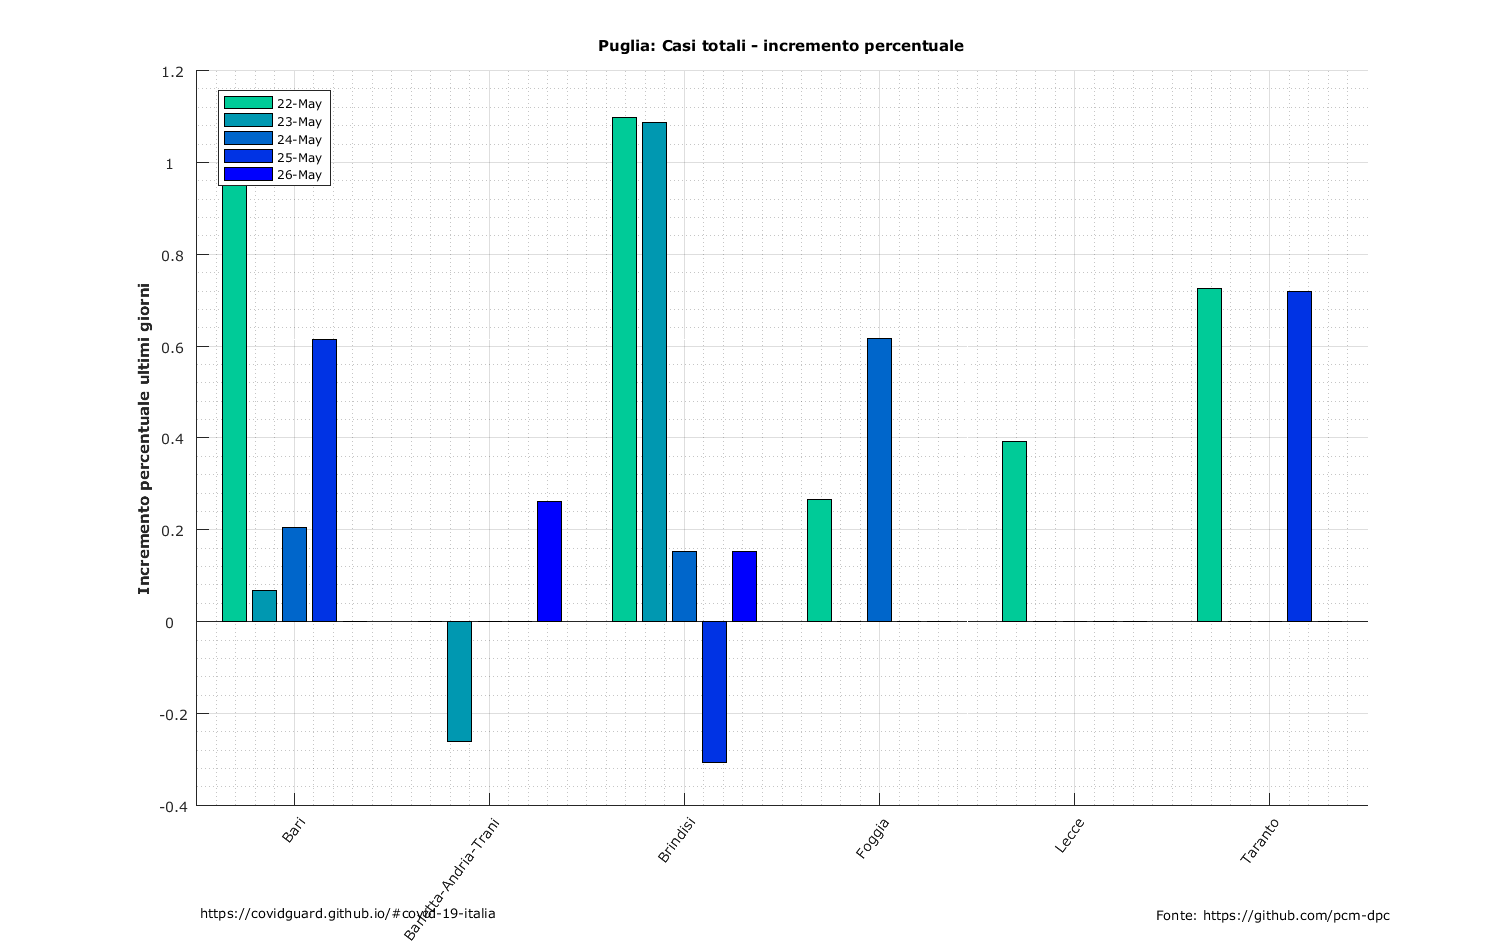 Puglia: Casi totali - incremento percentuale
Incremento percentuale ultimi giorni
1.2
1
0.8
0.6
0.4
0.2
0
-0.2
-0.4
22-May
23-May
24-May
25-May
26-May
Bari
Barletta-Andria-Trani
Brindisi
Foggia
Lecce
Taranto
https://covidguard.github.io/#covid-19-italia
Fonte: https://github.com/pcm-dpc